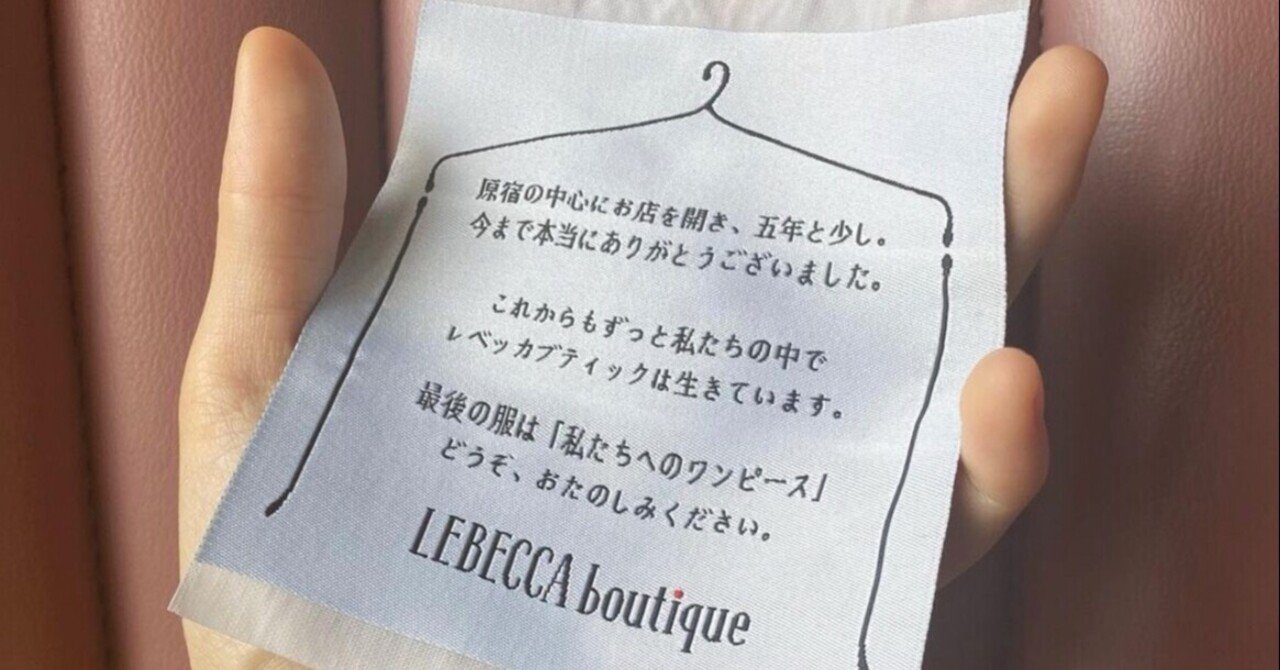 原宿の中心にお店を開き、五年と少し。
今まで本当にありがとうございました。
これからもずっと私たちの中で
レベッカブティックは生きています。
最後の服は「私たちへのワンピース」
どうぞ、おたのしみください。
LEBECCA boutique